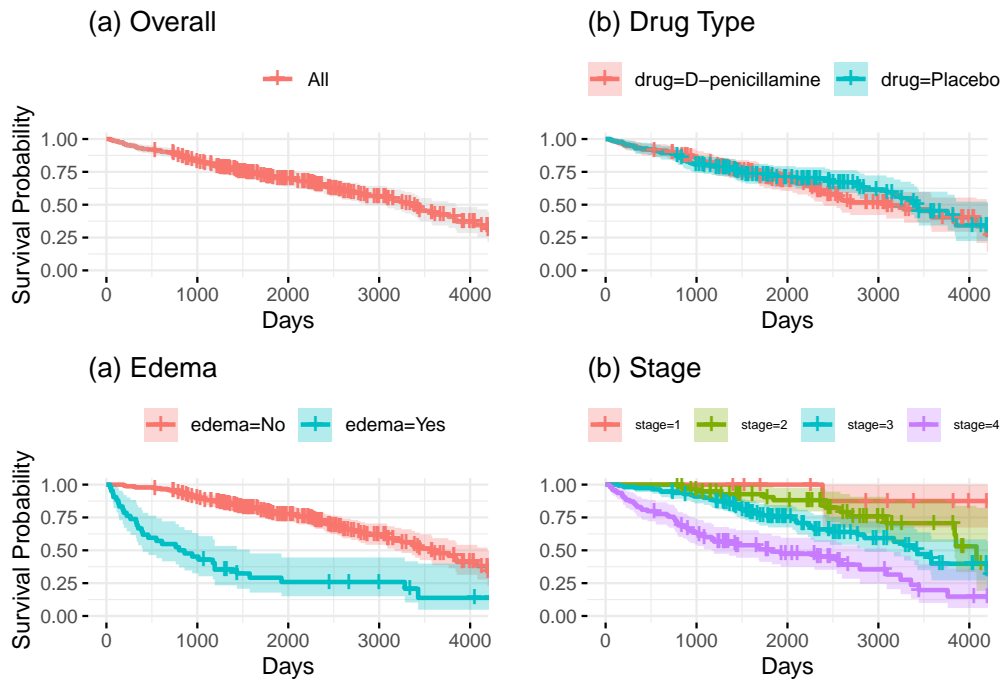 (a) Overall
All
Survival Probability
1.00
0.75
0.50
0.25
0.00
0 1000 2000 3000 4000
Days
(b) Drug Type
drug=D−penicillamine drug=Placebo
1.00
0.75
0.50
0.25
0.00
0 1000 2000 3000 4000
Days
(a) Edema
edema=No edema=Yes
Survival Probability
1.00
0.75
0.50
0.25
0.00
0 1000 2000 3000 4000
Days
(b) Stage
stage=1 stage=2 stage=3 stage=4
1.00
0.75
0.50
0.25
0.00
0 1000 2000 3000 4000
Days